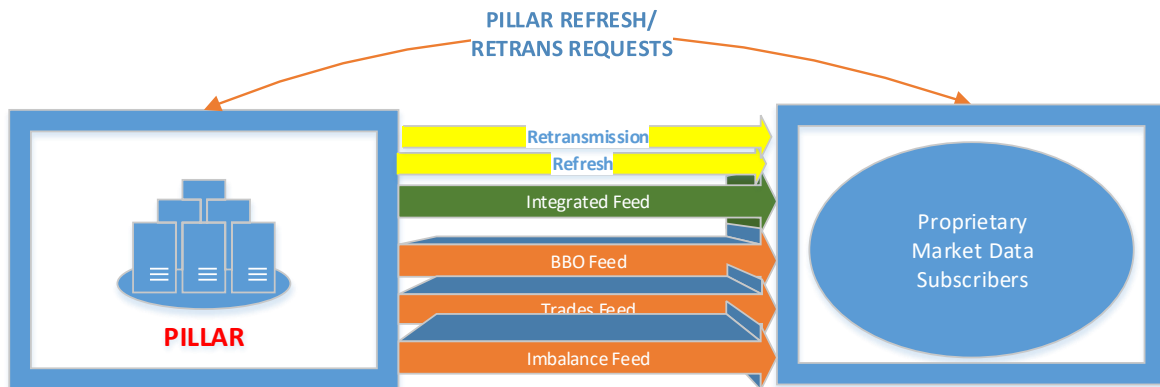 PILLAR REFRESH/
RETRANS REQUESTS
Retransmission
Refresh
Integrated Feed
BBO Feed
Trades Feed
Imbalance Feed
PILLAR
Proprietary
Market Data
Subscribers